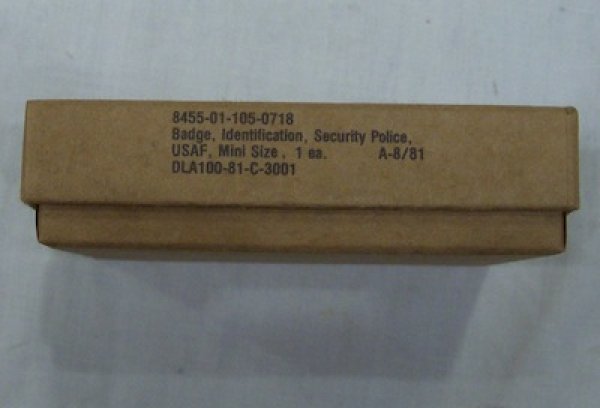 8455-01-105-0718
Badge, Identification, Security Police,
USAF, Mini Size, 1 ea. A-8/81
DLA100-81-C-3001